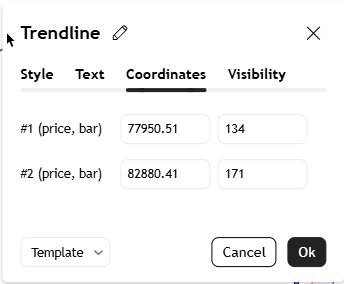 Trendline
Style Text Coordinates Visibility
#1 (price, bar) 77950.51 134
#2 (price, bar) 82880.41 171
Template Cancel Ok